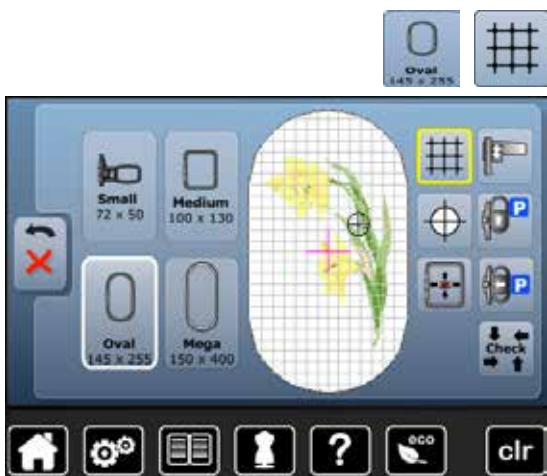 Oval
145 x 255
Small
72 x 50
Medium
100 x 130
Oval
145 x 255
Mega
150 x 400
P
P
Check
?
eco
clr